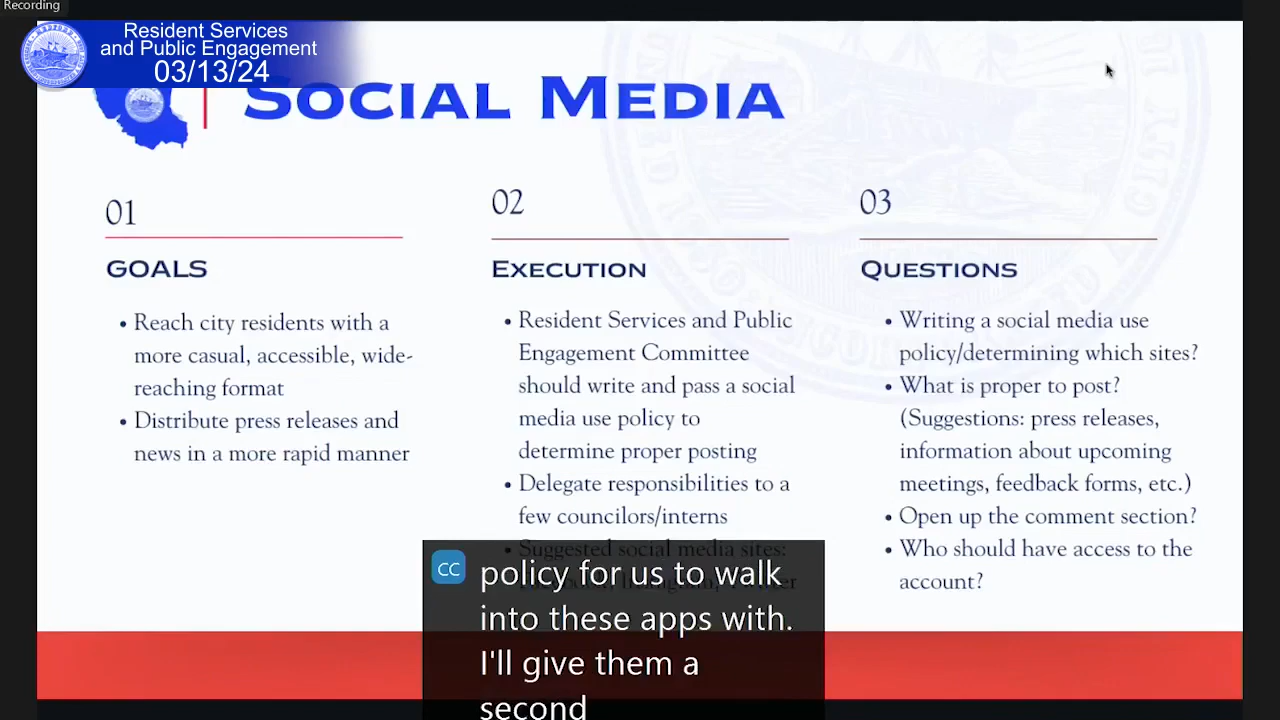 Recording
Resident Services
and Public Engagement
03/13/24
SOCIAL MEDIA
01
GOALS
• Reach city residents with a
more casual, accessible, wide-
reaching format
• Distribute press releases and
news in a more rapid manner
02
EXECUTION
• Resident Services and Public
Engagement Committee
should write and pass a social
media use policy to
determine proper posting
• Delegate responsibilities to a
few councilors/interns
• Suggested social media sites:
03
QUESTIONS
• Writing a social media use
policy/determining which sites?
• What is proper to post?
(Suggestions: press releases,
information about upcoming
meetings, feedback forms, etc.)
• Open up the comment section?
• Who should have access to the
account?
CC
policy for us to walk
into these apps with.
I'll give them a
second